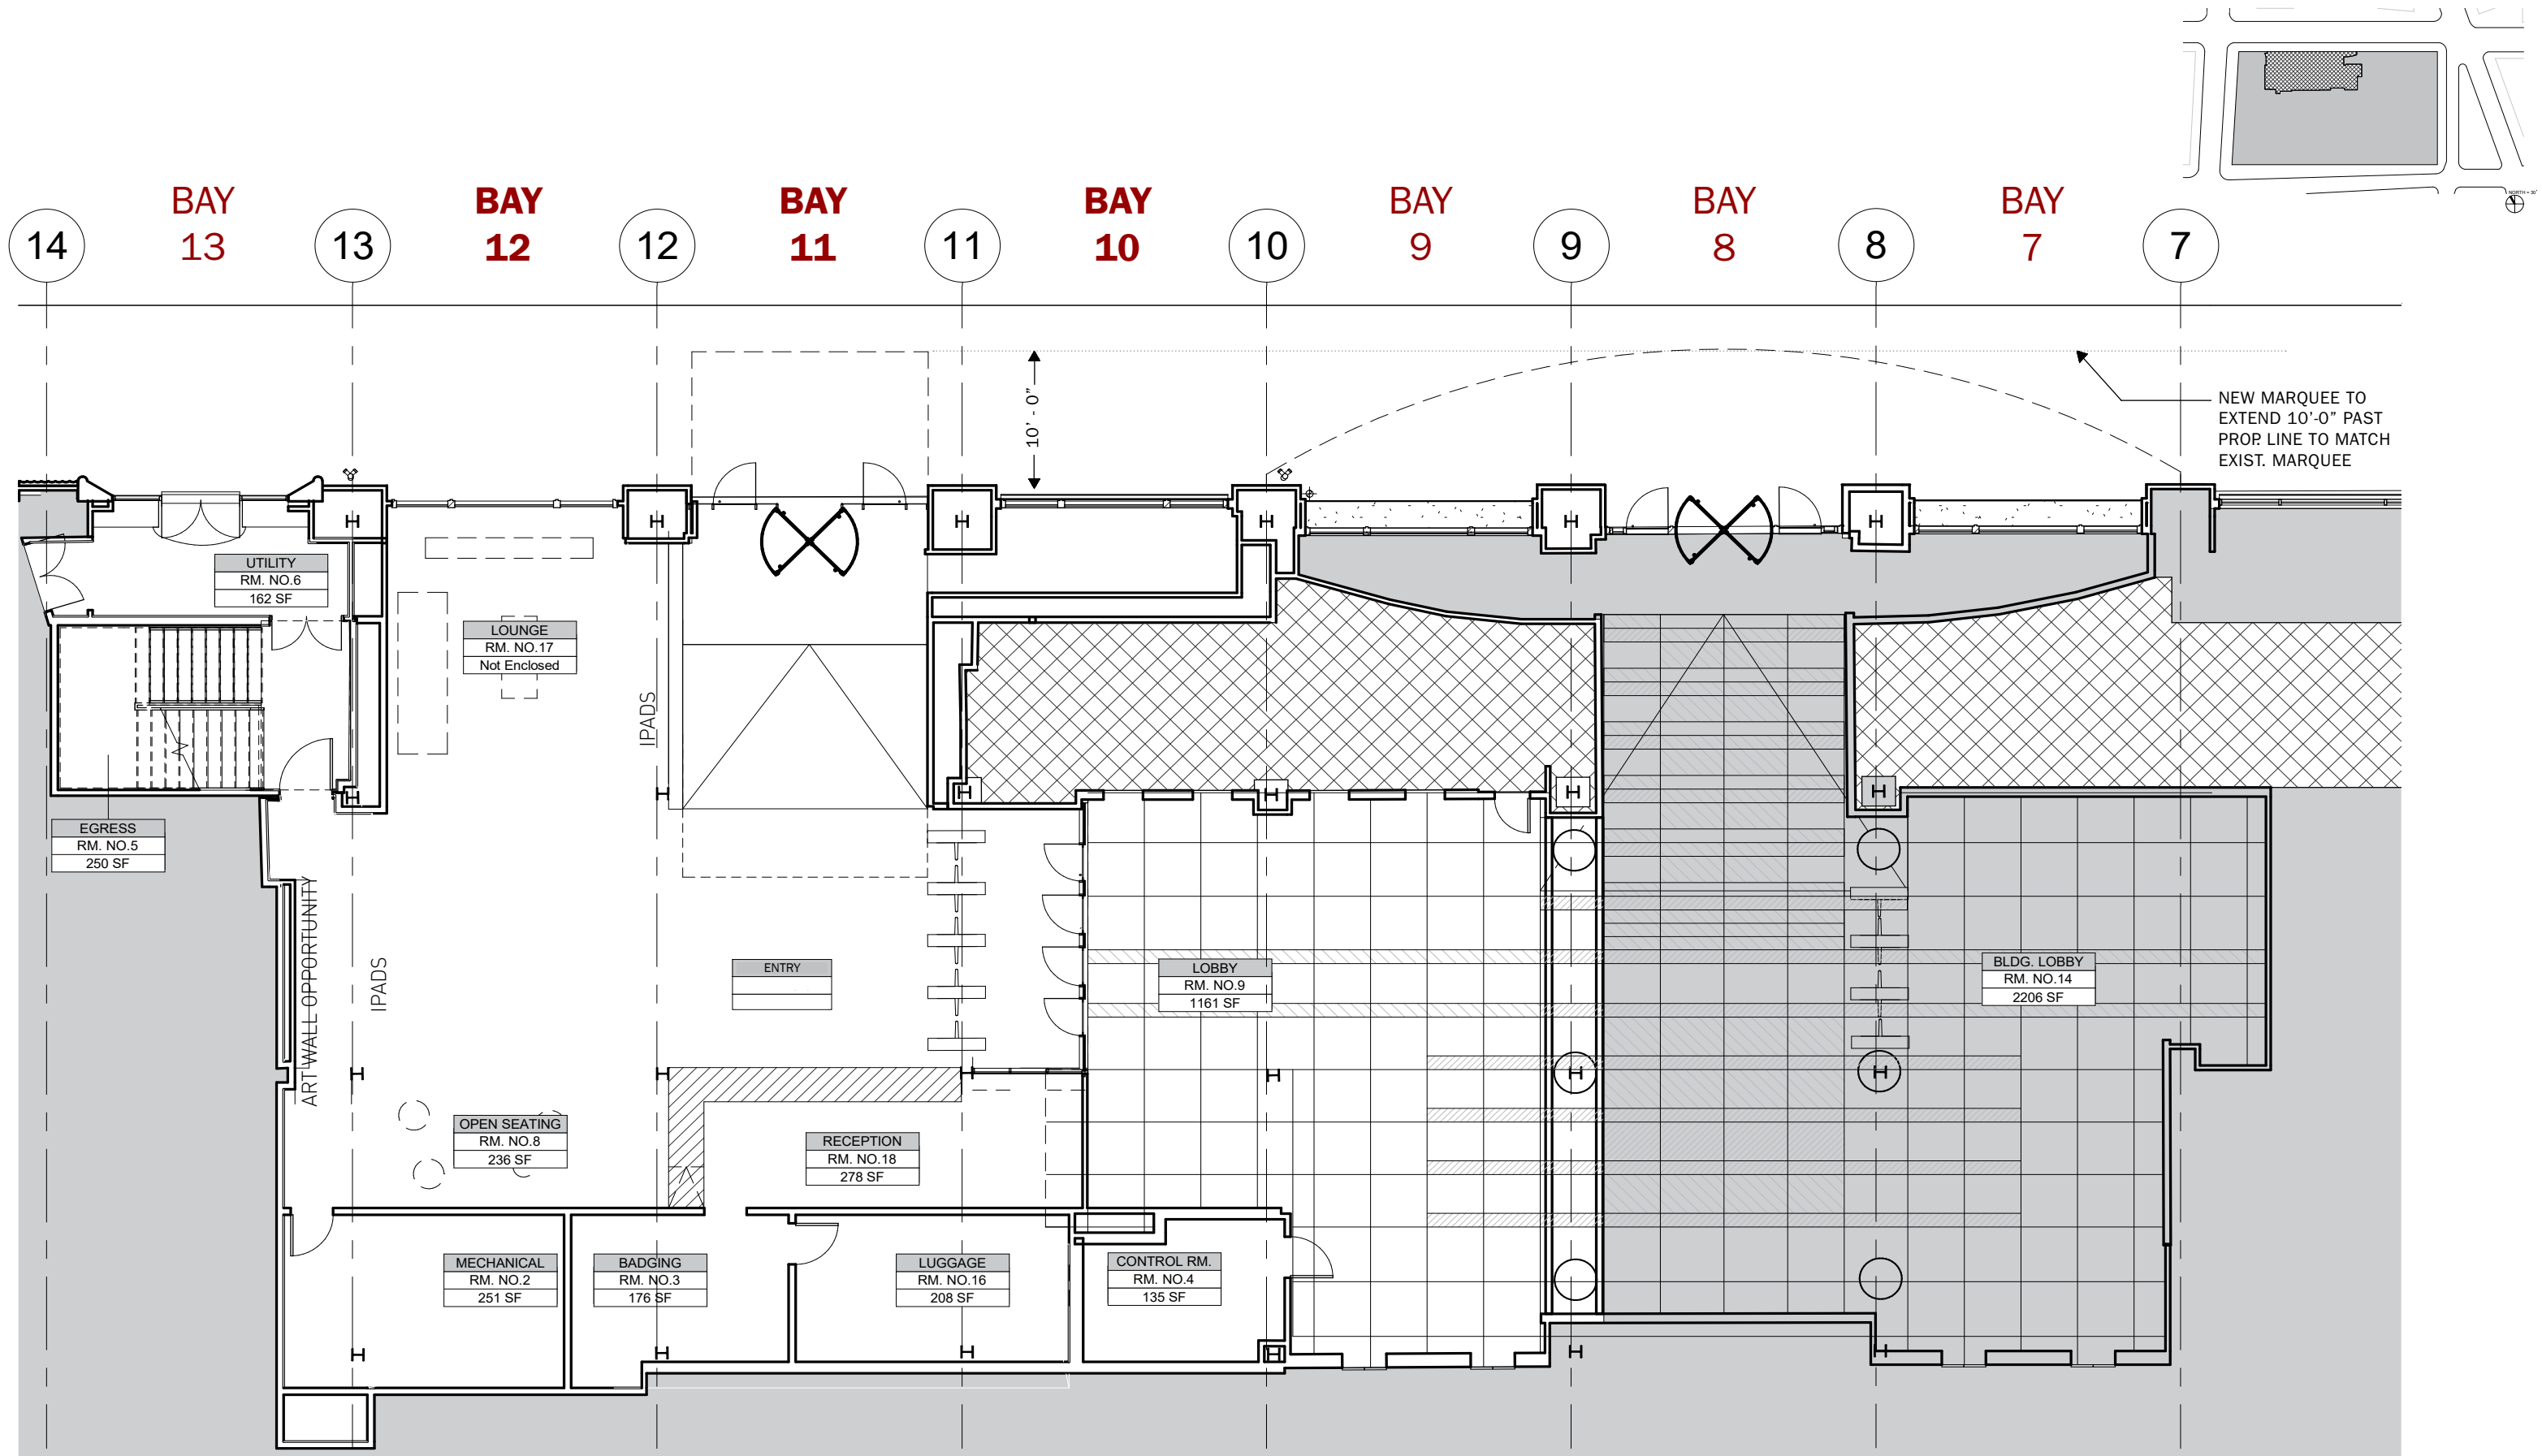 NORTH = 30°
BAY
13
BAY
12
BAY
11
BAY
10
BAY
9
BAY
8
BAY
7
14
13
12
11
10
9
8
7
10' - 0"
NEW MARQUEE TO
EXTEND 10'-0" PAST
PROP. LINE TO MATCH
EXIST. MARQUEE
UTILITY
RM. NO.6
162 SF
LOUNGE
RM. NO.17
Not Enclosed
IPADS
EGRESS
RM. NO.5
250 SF
ART WALL OPPORTUNITY
IPADS
ENTRY
LOBBY
RM. NO.9
1161 SF
BLDG. LOBBY
RM. NO.14
2206 SF
OPEN SEATING
RM. NO.8
236 SF
RECEPTION
RM. NO.18
278 SF
MECHANICAL
RM. NO.2
251 SF
BADGING
RM. NO.3
176 SF
LUGGAGE
RM. NO.16
208 SF
CONTROL RM.
RM. NO.4
135 SF